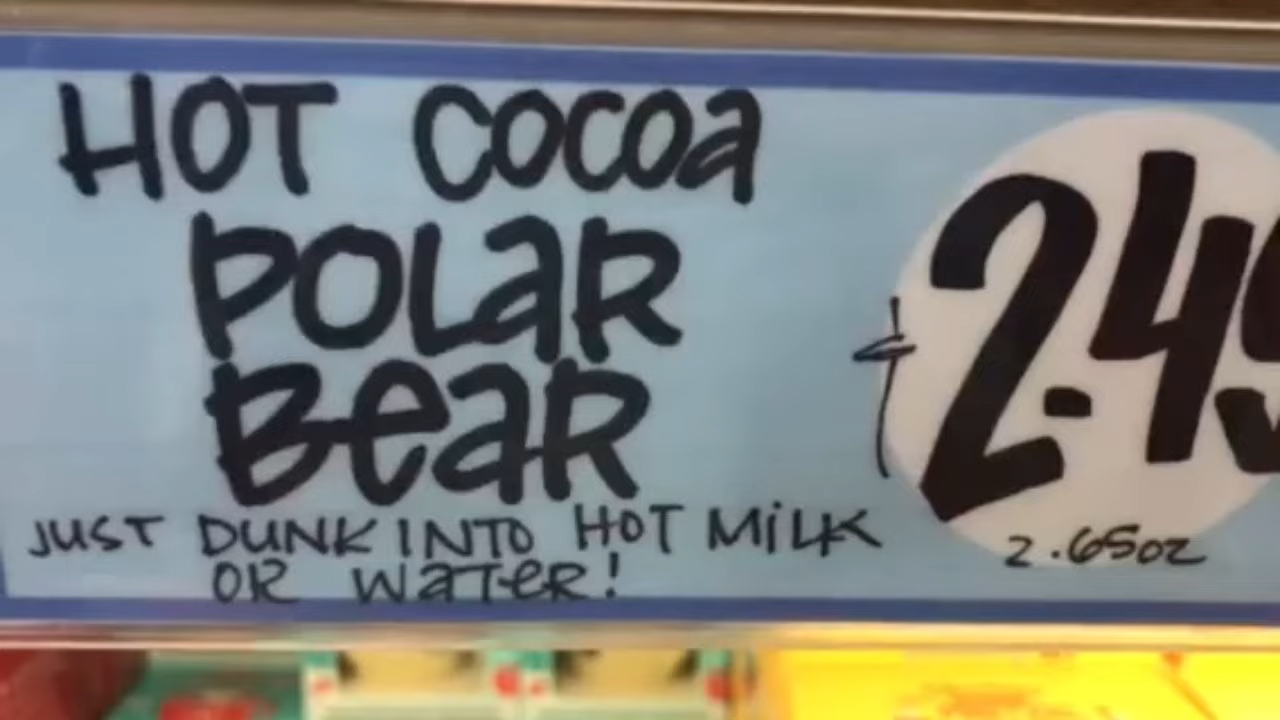 HOT COCOA
POLAR
BEAR
JUST DUNK INTO HOT MILK
OR WATER!
2.49
2.65oz